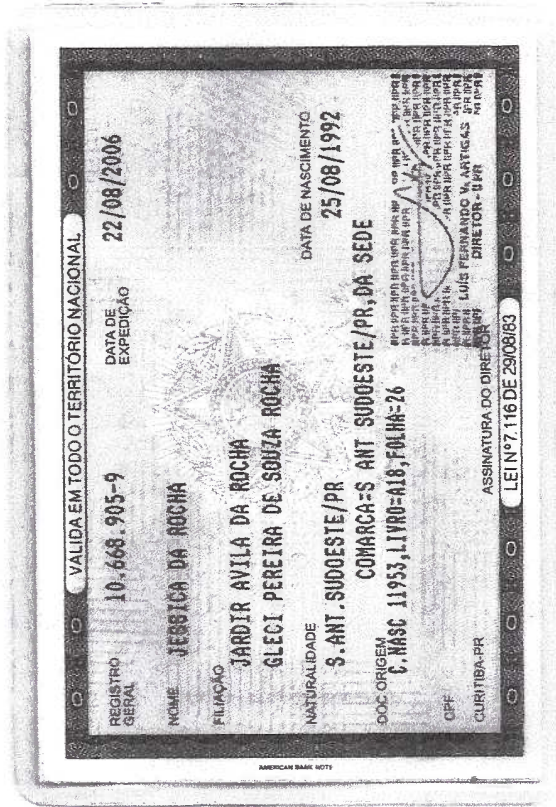 VALIDA EM TODO O TERRITÓRIO NACIONAL
REGISTRO GERAL 10.668.905-9 DATA DE EXPEDIÇÃO 22/08/2006
NOME JESSICA DA ROCHA
FILIAÇÃO
JARDIR AVILA DA ROCHA
GLECI PEREIRA DE SOUZA ROCHA
NATURALIDADE DATA DE NASCIMENTO
S.ANT.SUDOESTE/PR 25/08/1992
DOC ORIGEM COMARCA=S ANT SUDOESTE/PR,DA SEDE
C.NASC 11953,LIVRO=A18,FOLHA=26
CPF
CURITIBA-PR
LUÍS FERNANDO V. ARTIGAS
DIRETOR - IIPR
ASSINATURA DO DIRETOR
LEI Nº 7.116 DE 29/08/83
AMERICAN BANK NOTE